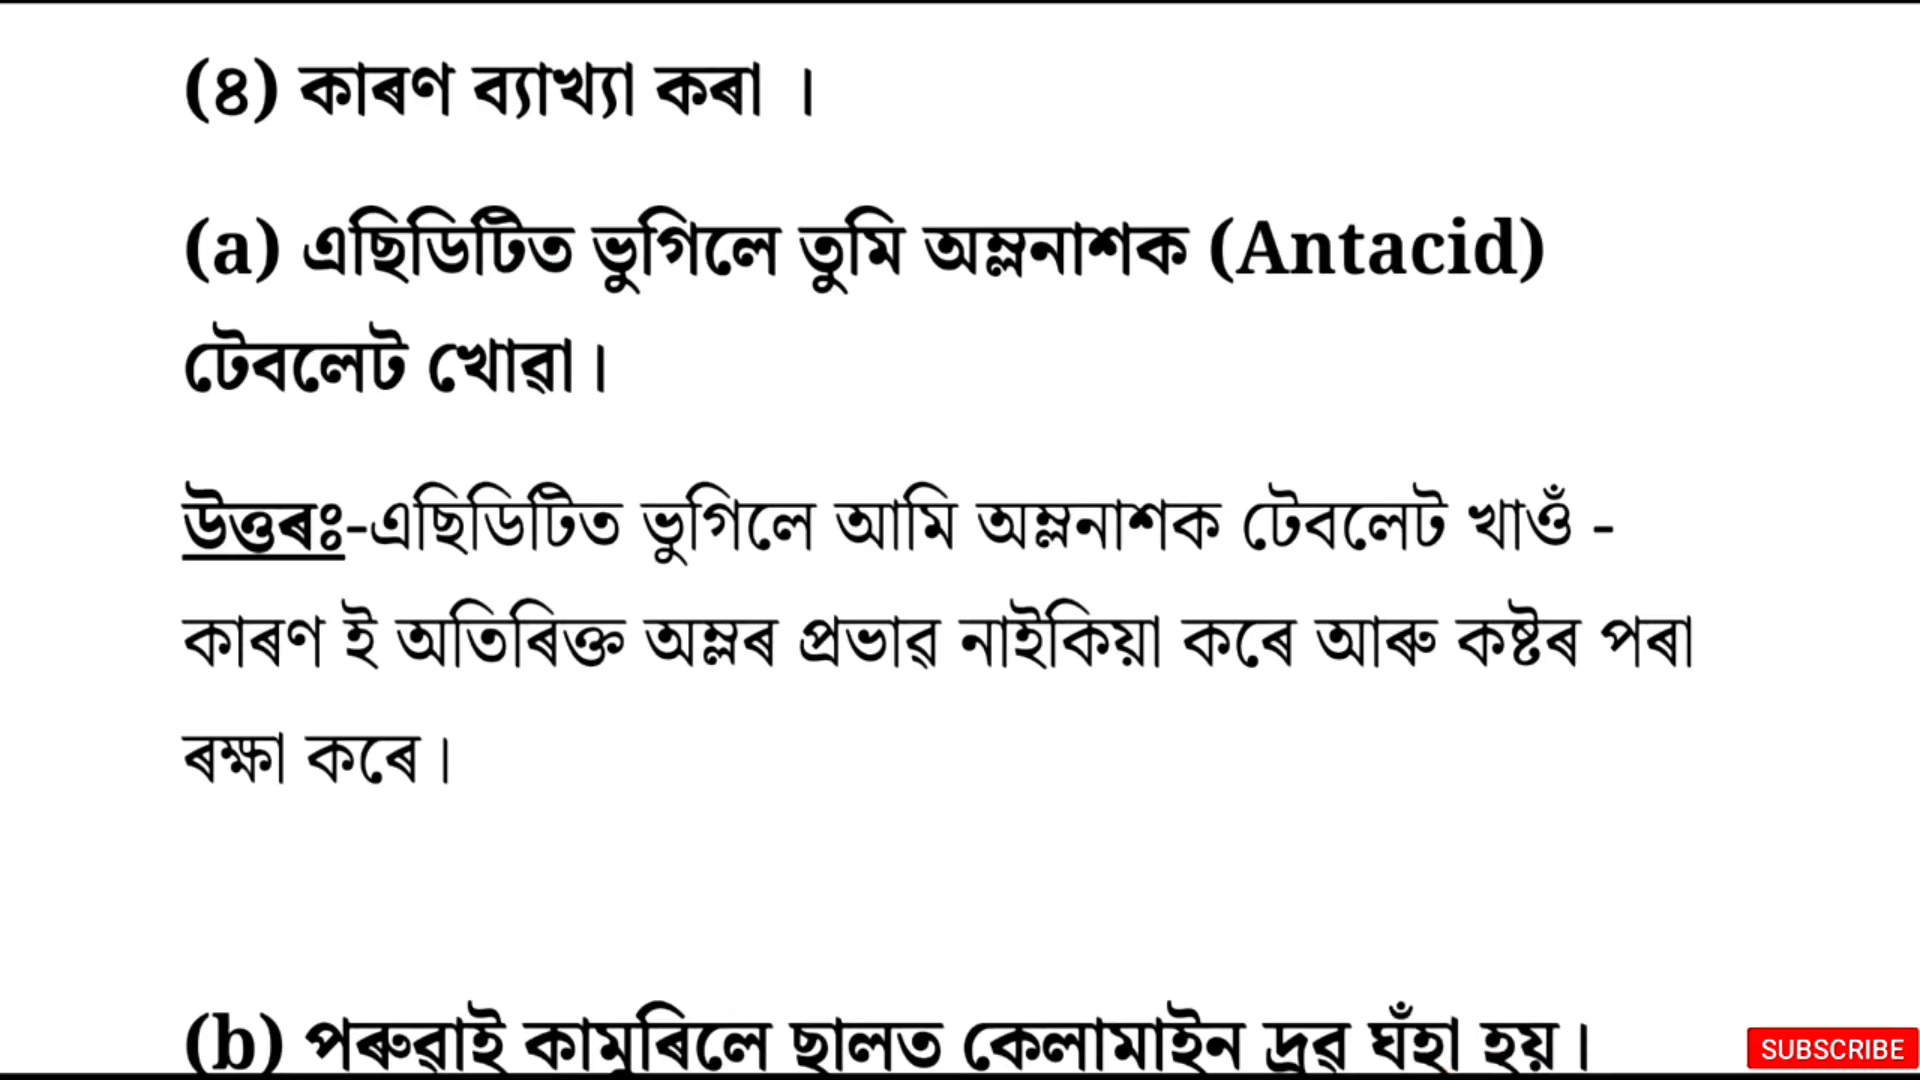 (৪) কাৰণ ব্যাখ্যা কৰা ।
(a) এছিডিটিত ভুগিলে তুমি অম্লনাশক (Antacid)
টেবলেট খোৱা।
উত্তৰঃ-এছিডিটিত ভুগিলে আমি অম্লনাশক টেবলেট খাওঁ -
কাৰণ ই অতিৰিক্ত অম্লৰ প্ৰভাৱ নাইকিয়া কৰে আৰু কষ্টৰ পৰা
ৰক্ষা কৰে।
(b) পৰুৱাই কামুৰিলে ছালত কেলামাইন দ্ৰৱ ঘঁহা হয়।
SUBSCRIBE